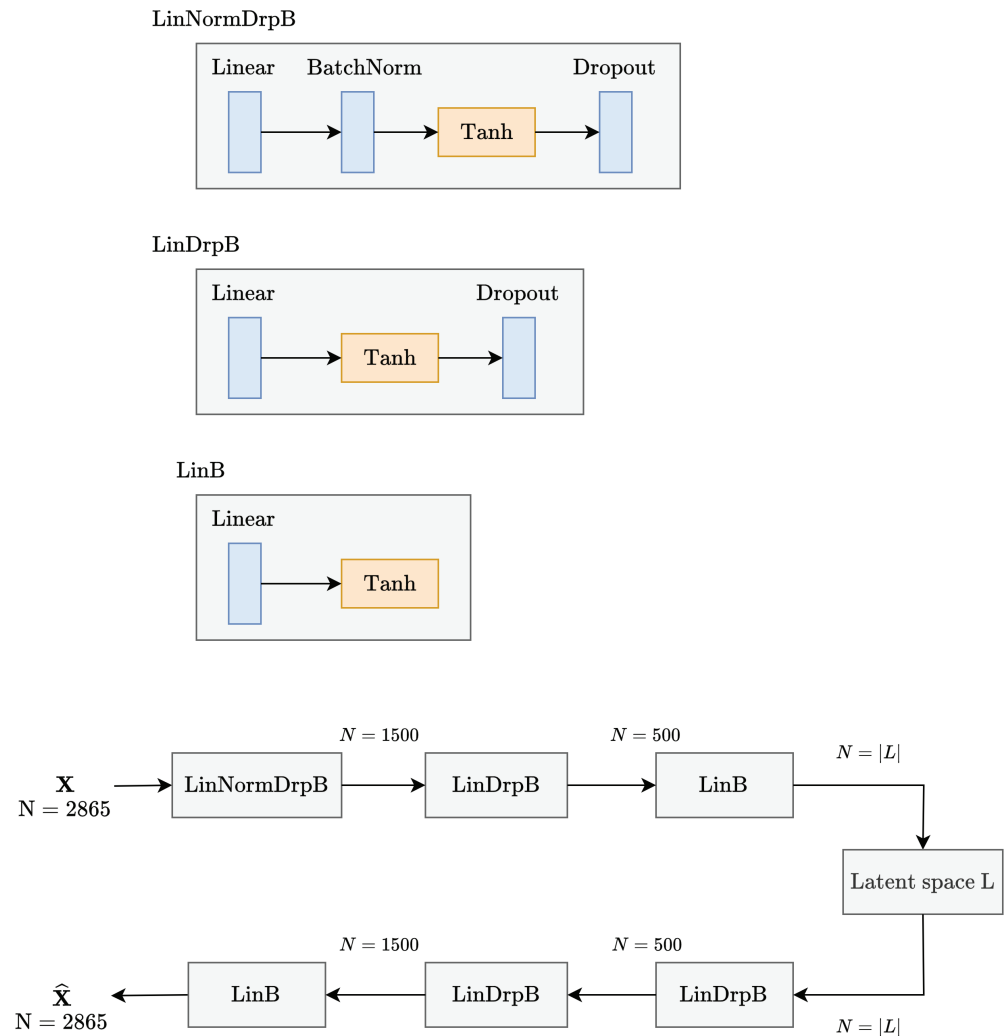 LinNormDrpB
Linear BatchNorm Dropout
Tanh
LinDrpB
Linear Dropout
Tanh
LinB
Linear
Tanh
N = 1500 N = 500 N = |L|
X LinNormDrpB LinDrpB LinB
N = 2865
Latent space L
N = 1500 N = 500
X̂ LinB LinDrpB LinDrpB
N = 2865 N = |L|